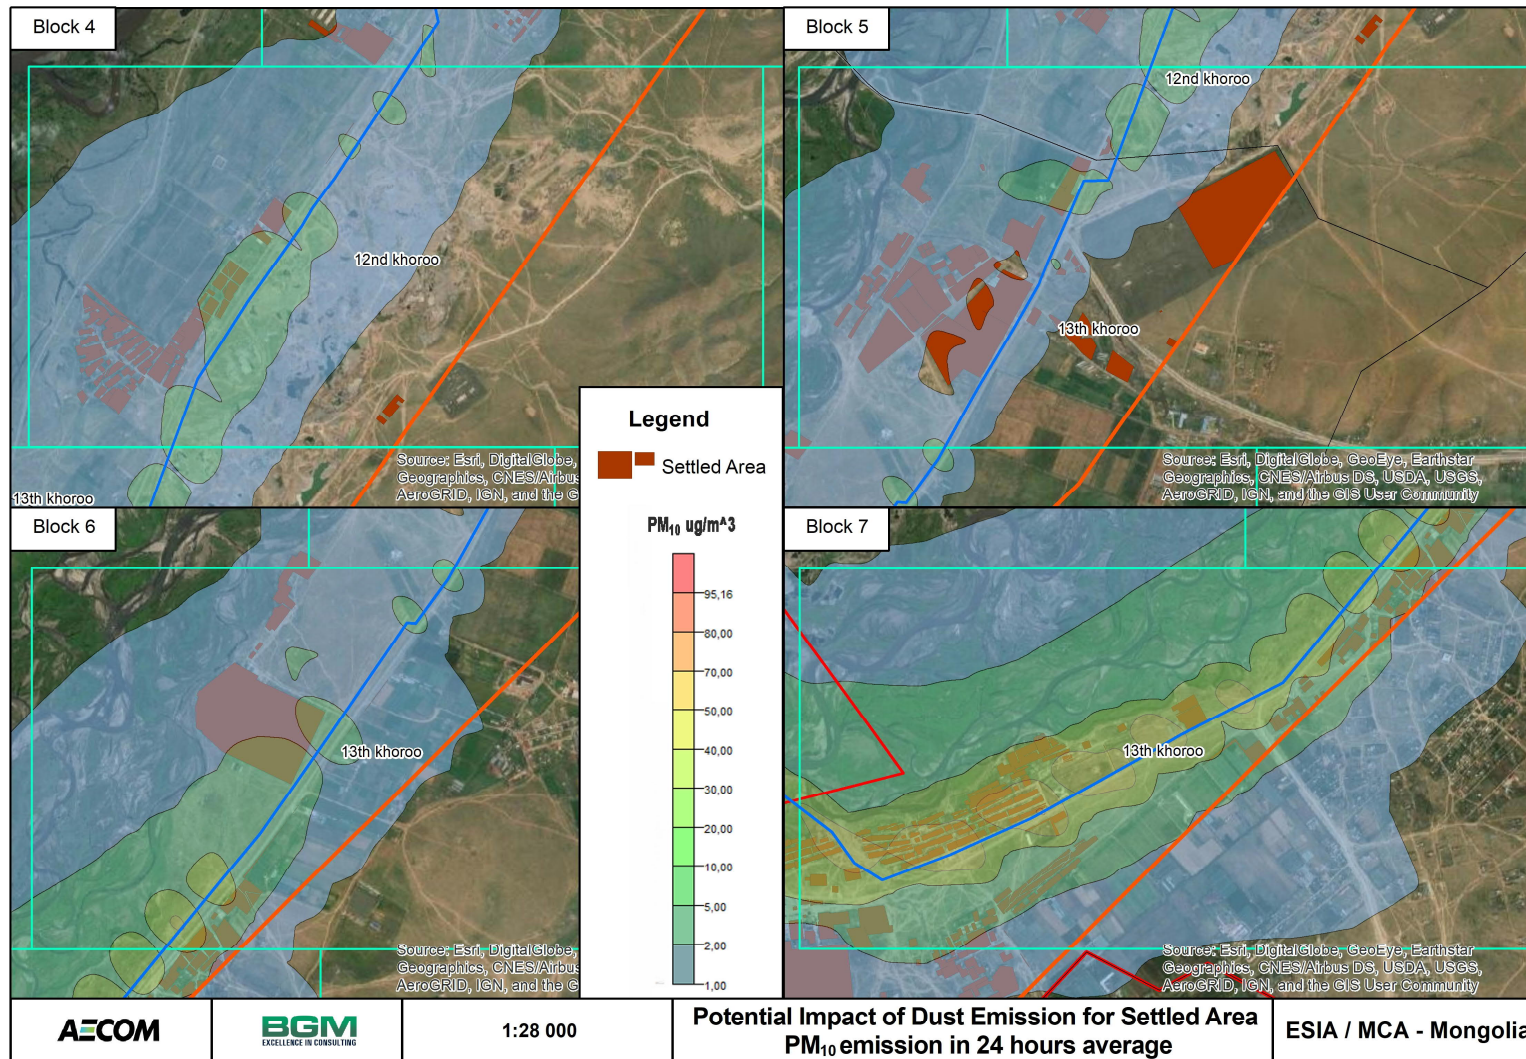 Block 4
12nd khoroo
13th khoroo
Source: Esri, DigitalGlobe,
Geographics, CNES/Airbus
AeroGRID, IGN, and the G
Block 5
12nd khoroo
13th khoroo
Source: Esri, DigitalGlobe, GeoEye, Earthstar
Geographics, CNES/Airbus DS, USDA, USGS,
AeroGRID, IGN, and the GIS User Community
Legend
Settled Area
PM₁₀ ug/m^3
95,16
80,00
70,00
50,00
40,00
30,00
20,00
10,00
5,00
2,00
1,00
Block 6
13th khoroo
Source: Esri, DigitalGlobe,
Geographics, CNES/Airbus
AeroGRID, IGN, and the G
Block 7
13th khoroo
Source: Esri, DigitalGlobe, GeoEye, Earthstar
Geographics, CNES/Airbus DS, USDA, USGS,
AeroGRID, IGN, and the GIS User Community
AECOM
BGM
EXCELLENCE IN CONSULTING
1:28 000
Potential Impact of Dust Emission for Settled Area
PM₁₀ emission in 24 hours average
ESIA / MCA - Mongolia